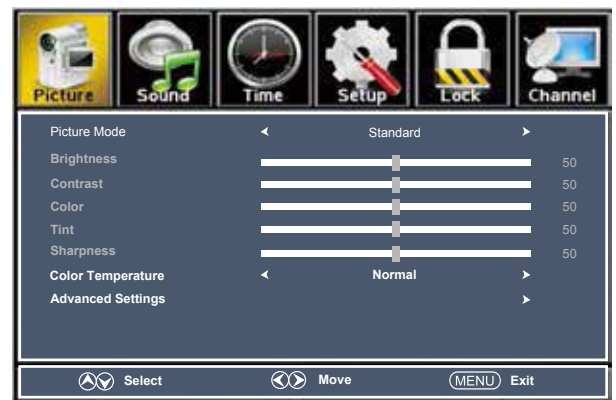 Picture Sound Time Setup Lock Channel
Picture Mode Standard
Brightness 50
Contrast 50
Color 50
Tint 50
Sharpness 50
Color Temperature Normal
Advanced Settings
Select Move MENU Exit